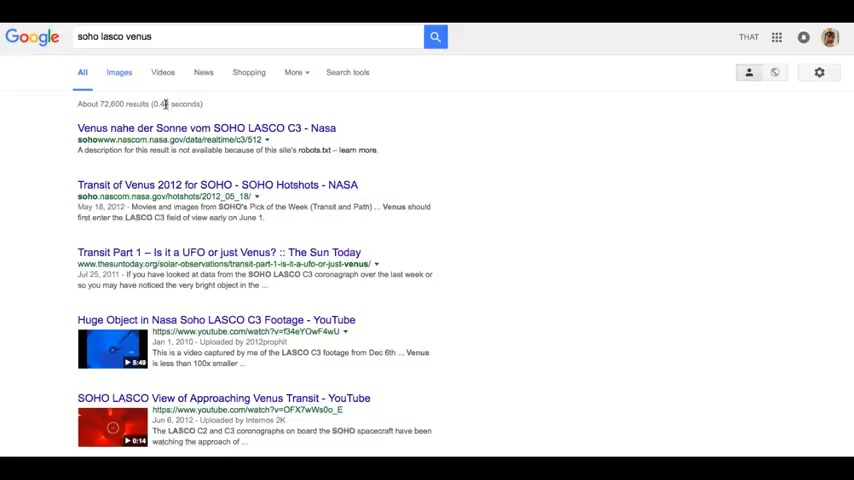 Google
soho lasco venus
THAT
All Images Videos News Shopping More Search tools
About 72,600 results (0.4 seconds)
Venus nahe der Sonne vom SOHO LASCO C3 - Nasa
sohowww.nascom.nasa.gov/data/realtime/c3/512
A description for this result is not available because of this site's robots.txt – learn more.
Transit of Venus 2012 for SOHO - SOHO Hotshots - NASA
soho.nascom.nasa.gov/hotshots/2012_05_18/
May 18, 2012 - Movies and images from SOHO's Pick of the Week (Transit and Path) ... Venus should
first enter the LASCO C3 field of view early on June 1.
Transit Part 1 – Is it a UFO or just Venus? :: The Sun Today
www.thesuntoday.org/solar-observations/transit-part-1-is-it-a-ufo-or-just-venus/
Jul 25, 2011 - If you have looked at data from the SOHO LASCO C3 coronagraph over the last week or
so you may have noticed the very bright object in the ...
Huge Object in Nasa Soho LASCO C3 Footage - YouTube
https://www.youtube.com/watch?v=f34eYOwF4wU
Jan 1, 2010 - Uploaded by 2012prophit
This is a video captured by me of the LASCO C3 footage from Dec 6th ... Venus
is less than 100x smaller ...
5:49
SOHO LASCO View of Approaching Venus Transit - YouTube
https://www.youtube.com/watch?v=OFX7wWs0o_E
Jun 6, 2012 - Uploaded by Internos 2K
The LASCO C2 and C3 coronographs on board the SOHO spacecraft have been
watching the approach of ...
0:14